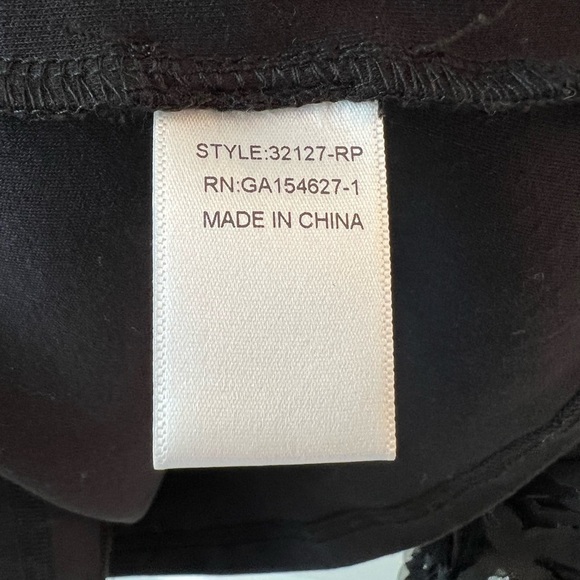 STYLE:32127-RP
RN:GA154627-1
MADE IN CHINA